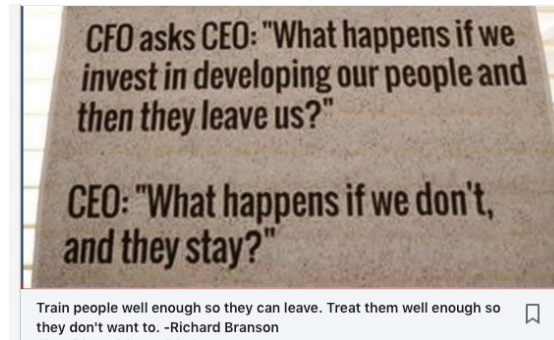 CFO asks CEO: "What happens if we
invest in developing our people and
then they leave us?"
CEO: "What happens if we don't,
and they stay?"
Train people well enough so they can leave. Treat them well enough so
they don't want to. -Richard Branson